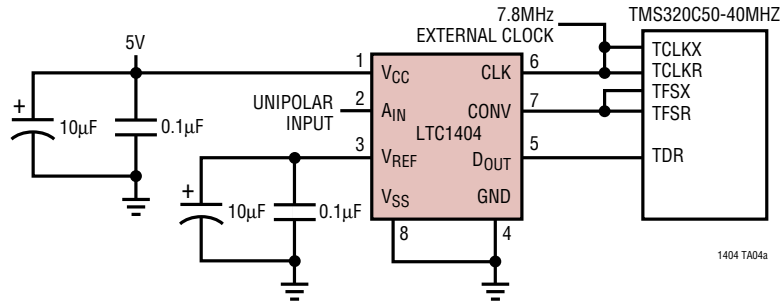 7.8MHz
EXTERNAL CLOCK
TMS320C50-40MHZ
5V
1
VCC
CLK
6
TCLKX
TCLKR
UNIPOLAR
INPUT
2
AIN
CONV
7
TFSX
TFSR
LTC1404
+
10µF
0.1µF
3
VREF
DOUT
5
TDR
+
10µF
0.1µF
VSS
GND
8
4
1404 TA04a